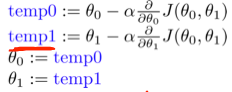 temp0 := θ₀ − α ∂/∂θ₀ J(θ₀, θ₁)
temp1 := θ₁ − α ∂/∂θ₁ J(θ₀, θ₁)
θ₀ := temp0
θ₁ := temp1